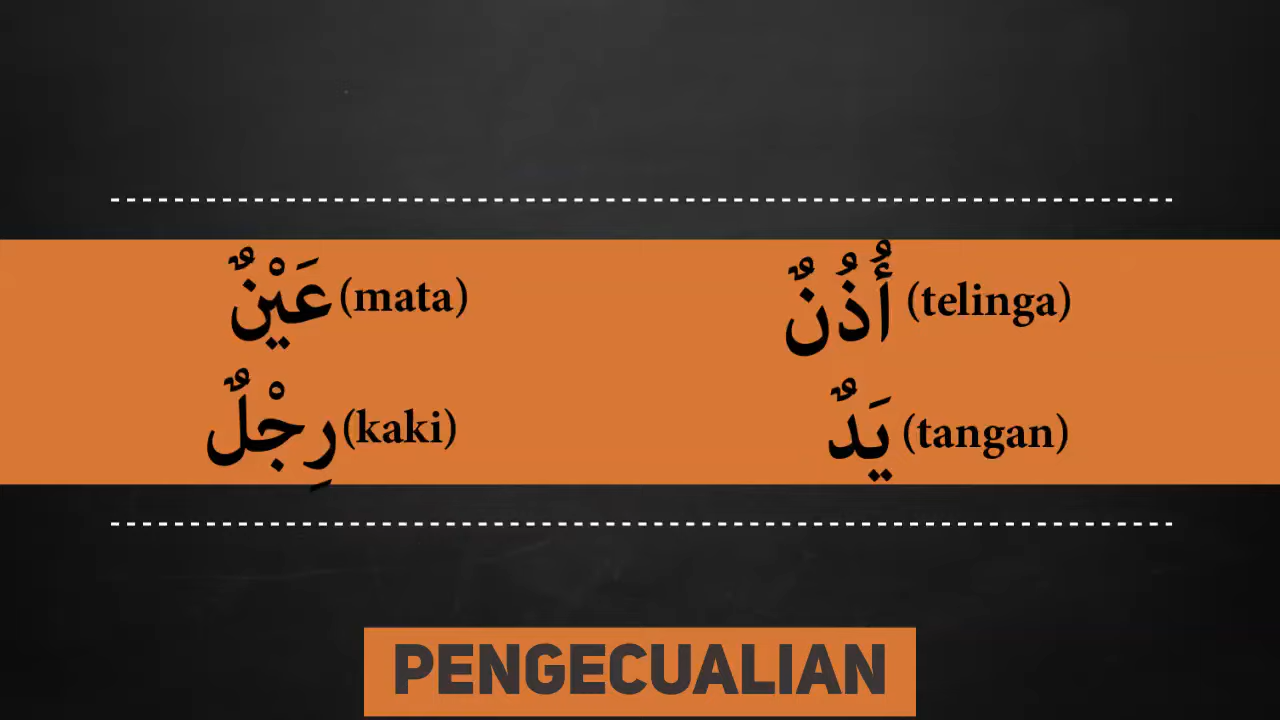 عَيْنٌ (mata)
أُذُنٌ (telinga)
رِجْلٌ (kaki)
يَدٌ (tangan)
PENGECUALIAN